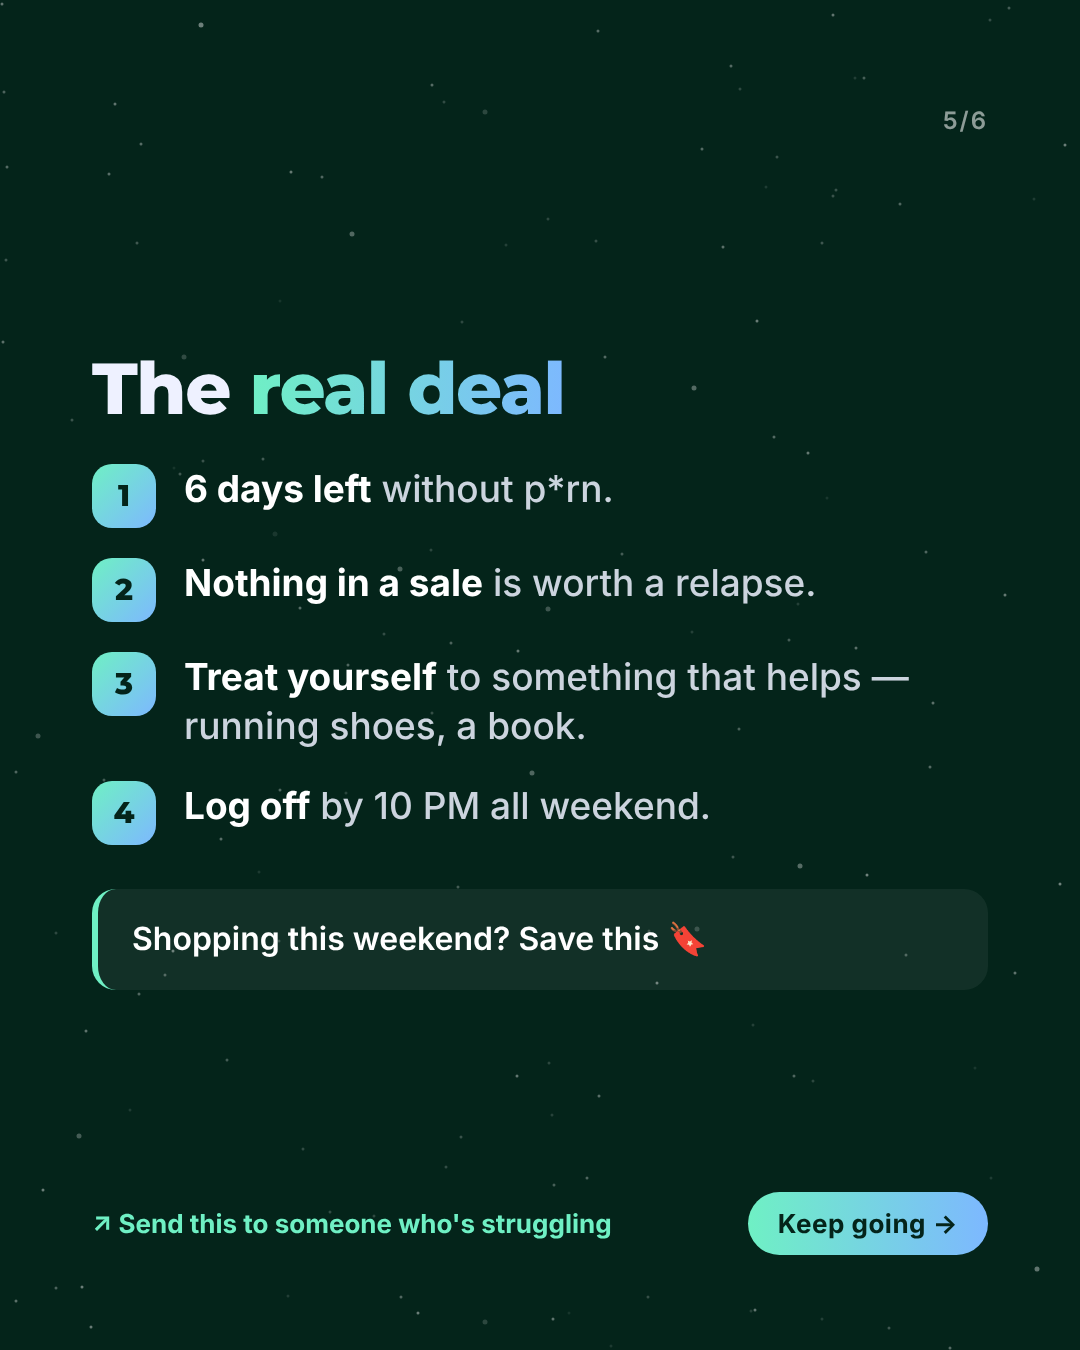 5/6
The real deal
1 6 days left without p*rn.
2 Nothing in a sale is worth a relapse.
3 Treat yourself to something that helps —
running shoes, a book.
4 Log off by 10 PM all weekend.
Shopping this weekend? Save this 🔖
↗ Send this to someone who's struggling
Keep going →